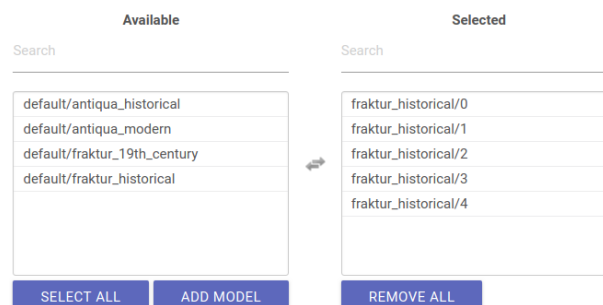 Available
Search
default/antiqua_historical
default/antiqua_modern
default/fraktur_19th_century
default/fraktur_historical
SELECT ALL
ADD MODEL
Selected
Search
fraktur_historical/0
fraktur_historical/1
fraktur_historical/2
fraktur_historical/3
fraktur_historical/4
REMOVE ALL